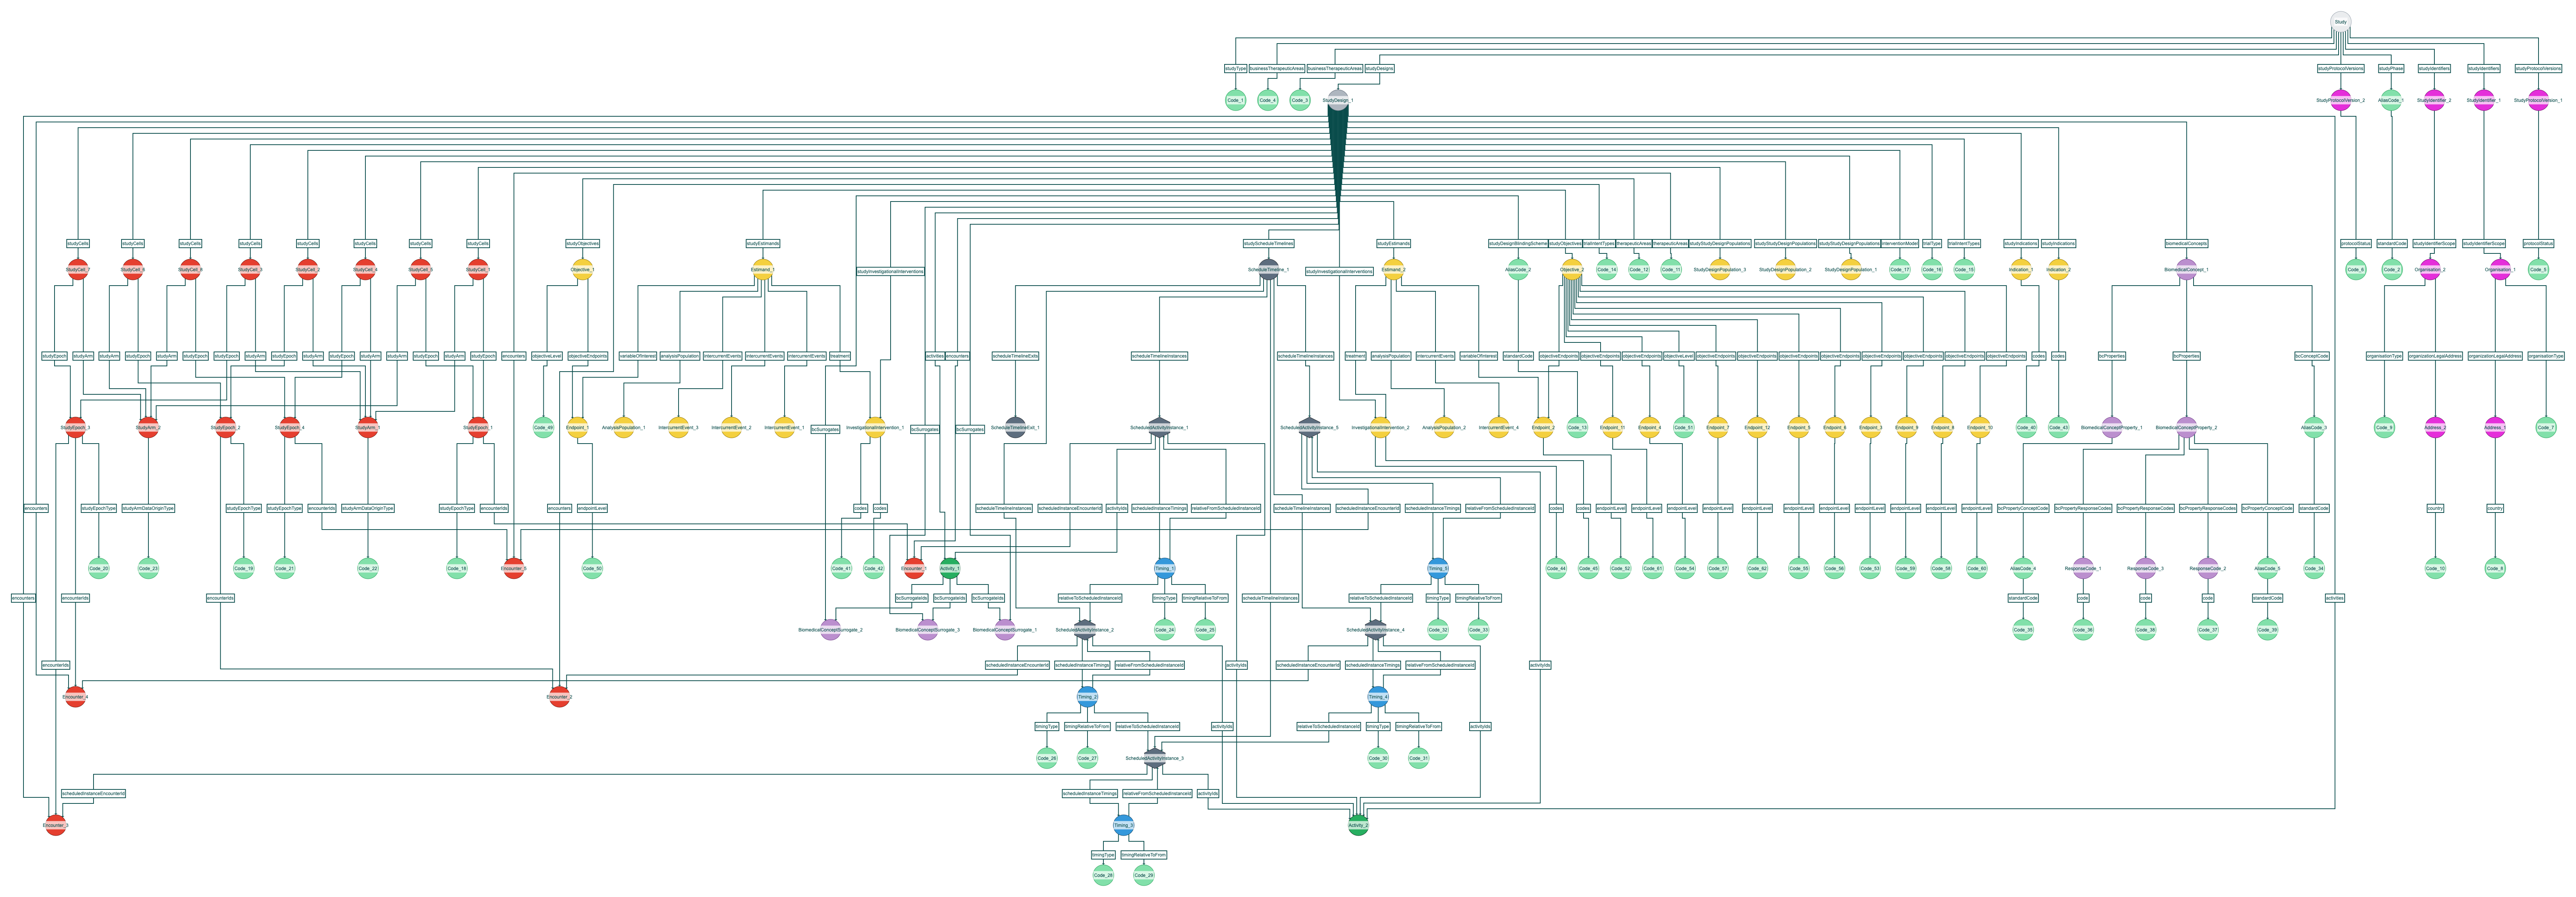 Study
studyType businessTherapeuticAreas businessTherapeuticAreas studyDesigns studyProtocolVersions studyPhase studyIdentifiers studyIdentifiers studyProtocolVersions
Code_1 Code_4 Code_3 StudyDesign_1 StudyProtocolVersion_2 AliasCode_1 StudyIdentifier_2 StudyIdentifier_1 StudyProtocolVersion_1
studyCells studyCells studyCells studyCells studyCells studyCells studyCells studyCells studyObjectives studyEstimands studyScheduleTimelines studyEstimands studyDesignBlindingScheme studyObjectives trialIntentTypes therapeuticAreas therapeuticAreas studyStudyDesignPopulations studyStudyDesignPopulations studyStudyDesignPopulations interventionModel trialType trialIntentTypes studyIndications studyIndications biomedicalConcepts protocolStatus standardCode studyIdentifierScope studyIdentifierScope protocolStatus
StudyCell_7 StudyCell_3 StudyCell_2 StudyCell_4 StudyCell_5 StudyCell_1 Objective_1 Estimand_1 ScheduleTimeline_1 Estimand_2 AliasCode_2 Objective_2 Code_14 Code_12 Code_11 StudyDesignPopulation_3 StudyDesignPopulation_2 StudyDesignPopulation_1 Code_17 Code_15 Indication_1 Indication_2 BiomedicalConcept_1 Code_2 Organisation_2 Organisation_1 Code_5
studyInvestigationalInterventions studyInvestigationalInterventions
studyEpoch studyArm studyArm studyEpoch studyArm studyEpoch studyEpoch studyArm studyEpoch studyArm studyEpoch studyArm studyArm studyEpoch studyArm studyEpoch encounters objectiveLevel objectiveEndpoints variableOfInterest analysisPopulation intercurrentEvents intercurrentEvents intercurrentEvents treatment activities encounters scheduleTimelineExits scheduleTimelineInstances scheduleTimelineInstances treatment analysisPopulation intercurrentEvents variableOfInterest standardCode objectiveEndpoints objectiveEndpoints objectiveEndpoints objectiveLevel objectiveEndpoints objectiveEndpoints objectiveEndpoints objectiveEndpoints objectiveEndpoints objectiveEndpoints objectiveEndpoints objectiveEndpoints codes codes bcProperties bcProperties bcConceptCode organisationType organizationLegalAddress organizationLegalAddress organisationType
StudyEpoch_3 StudyArm_2 StudyEpoch_2 StudyEpoch_4 StudyArm_1 StudyEpoch_1 Code_49 Endpoint_1 AnalysisPopulation_1 IntercurrentEvent_3 IntercurrentEvent_2 IntercurrentEvent_1 bcSurrogates InvestigationalIntervention_1 bcSurrogates bcSurrogates ScheduleTimelineExit_1 ScheduledActivityInstance_1 ScheduledActivityInstance_5 InvestigationalIntervention_2 AnalysisPopulation_2 IntercurrentEvent_4 Endpoint_2 Code_13 Endpoint_11 Endpoint_4 Code_51 Endpoint_7 Endpoint_12 Endpoint_5 Endpoint_6 Endpoint_3 Endpoint_9 Endpoint_8 Endpoint_10 Code_40 Code_43 BiomedicalConceptProperty_1 BiomedicalConceptProperty_2 AliasCode_3 Code_9 Address_2 Address_1 Code_7
encounters studyEpochType studyArmDataOriginType studyEpochType studyEpochType encounterIds studyArmDataOriginType studyEpochType encounterIds encounters endpointLevel codes codes scheduleTimelineInstances scheduledInstanceEncounterId activityIds scheduledInstanceTimings relativeFromScheduledInstanceId scheduleTimelineInstances scheduledInstanceEncounterId scheduledInstanceTimings relativeFromScheduledInstanceId codes codes endpointLevel endpointLevel endpointLevel endpointLevel endpointLevel endpointLevel endpointLevel endpointLevel endpointLevel endpointLevel endpointLevel bcPropertyConceptCode bcPropertyResponseCodes bcPropertyResponseCodes bcPropertyResponseCodes bcPropertyConceptCode standardCode country country
Code_20 Code_23 Code_19 Code_21 Code_22 Code_18 Encounter_5 Code_50 Code_41 Code_42 Encounter_1 Activity_1 Timing_1 Timing_5 Code_44 Code_45 Code_52 Code_61 Code_54 Code_57 Code_62 Code_55 Code_56 Code_53 Code_59 Code_58 Code_60 AliasCode_4 ResponseCode_1 ResponseCode_3 ResponseCode_2 AliasCode_5 Code_34 Code_10 Code_8
encounters encounterIds encounterIds bcSurrogateIds bcSurrogateIds bcSurrogateIds relativeToScheduledInstanceId timingType timingRelativeToFrom scheduleTimelineInstances relativeToScheduledInstanceId timingType timingRelativeToFrom standardCode code code code standardCode activities
BiomedicalConceptSurrogate_2 BiomedicalConceptSurrogate_3 BiomedicalConceptSurrogate_1 ScheduledActivityInstance_2 Code_24 Code_25 ScheduledActivityInstance_4 Code_32 Code_33 Code_35 Code_36 Code_38 Code_37 Code_39
encounterIds scheduledInstanceEncounterId scheduledInstanceTimings relativeFromScheduledInstanceId activityIds scheduledInstanceEncounterId scheduledInstanceTimings relativeFromScheduledInstanceId activityIds
Encounter_4 Encounter_2 Timing_2 Timing_4
timingType timingRelativeToFrom relativeToScheduledInstanceId activityIds relativeToScheduledInstanceId timingType timingRelativeToFrom activityIds
Code_26 Code_27 ScheduledActivityInstance_3 Code_30 Code_31
scheduledInstanceEncounterId scheduledInstanceTimings relativeFromScheduledInstanceId activityIds
Encounter_3 Timing_3 Activity_2
timingType timingRelativeToFrom
Code_28 Code_29